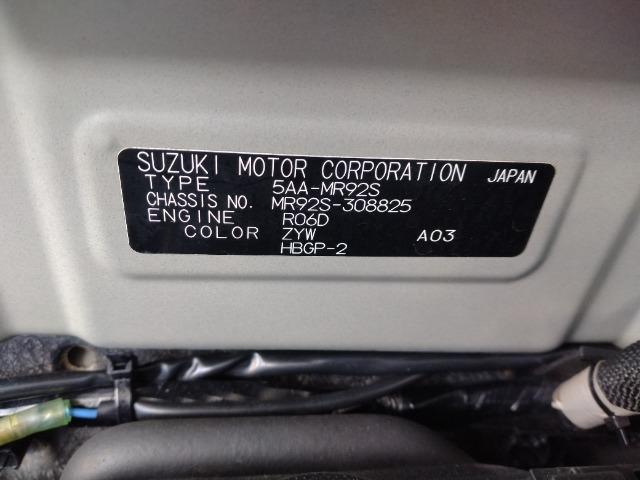 SUZUKI MOTOR CORPORATION JAPAN
TYPE 5AA-MR92S
CHASSIS NO. MR92S-308825
ENGINE R06D
COLOR ZYW A03
HBGP-2